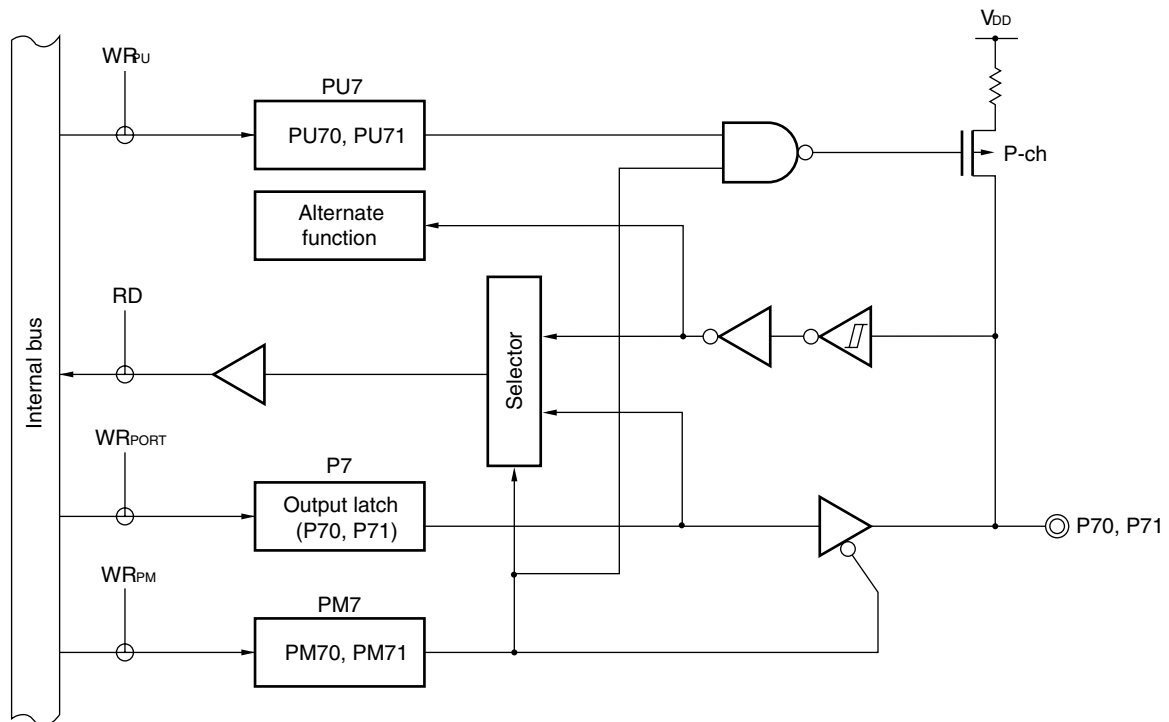 VDD
WRPU
PU7
PU70, PU71
P-ch
Alternate
function
RD
Internal bus
Selector
WRPORT
P7
Output latch
(P70, P71)
P70, P71
WRPM
PM7
PM70, PM71